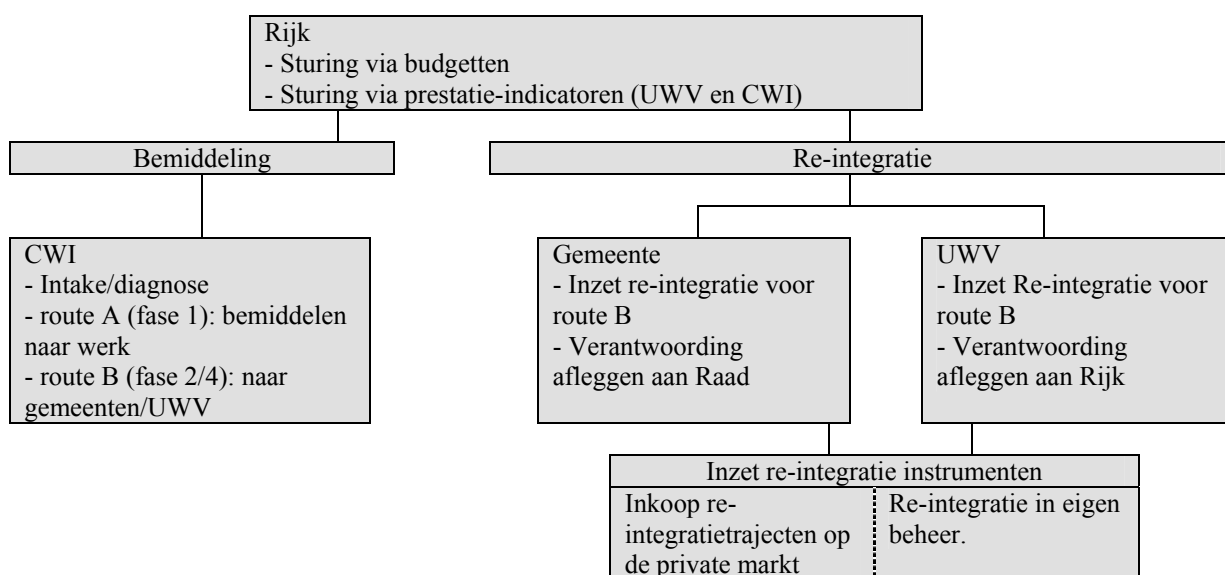 Rijk
- Sturing via budgetten
- Sturing via prestatie-indicatoren (UWV en CWI)
Bemiddeling
Re-integratie
CWI
- Intake/diagnose
- route A (fase 1): bemiddelen
naar werk
- route B (fase 2/4): naar
gemeenten/UWV
Gemeente
- Inzet re-integratie voor
route B
- Verantwoording
afleggen aan Raad
UWV
- Inzet Re-integratie voor
route B
- Verantwoording
afleggen aan Rijk
Inzet re-integratie instrumenten
Inkoop re-
integratietrajecten op
de private markt
Re-integratie in eigen
beheer.